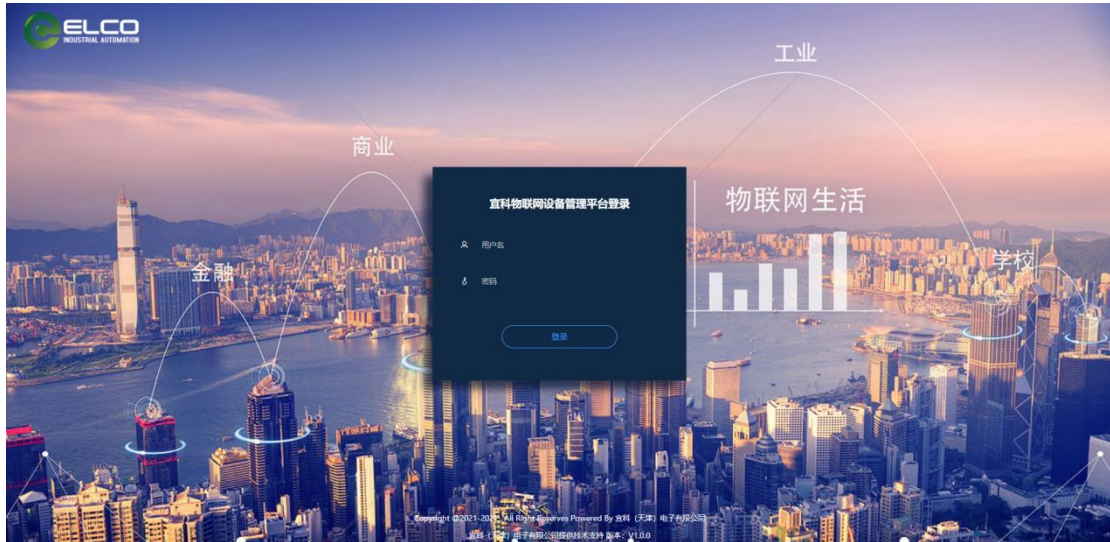 ELCO
INDUSTRIAL AUTOMATION
工业
商业
物联网生活
金融
学校
宜科物联网设备管理平台登录
用户名
密码
登录
Copyright ©2021-2021 All Right Reserves Powered By 宜科（天津）电子有限公司
宜科（天津）电子有限公司提供技术支持 版本：V1.0.0